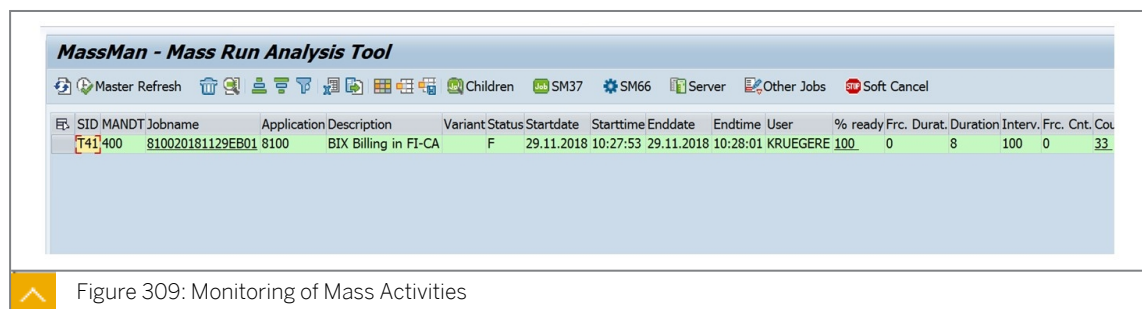 MassMan - Mass Run Analysis Tool
Master Refresh Children Job SM37 SM66 Server Other Jobs STOP Soft Cancel
SID MANDT Jobname Application Description Variant Status Startdate Starttime Enddate Endtime User % ready Frc. Durat. Duration Interv. Frc. Cnt. Cou
T41 400 810020181129EB01 8100 BIX Billing in FI-CA F 29.11.2018 10:27:53 29.11.2018 10:28:01 KRUEGERE 100 0 8 100 0 33
Figure 309: Monitoring of Mass Activities